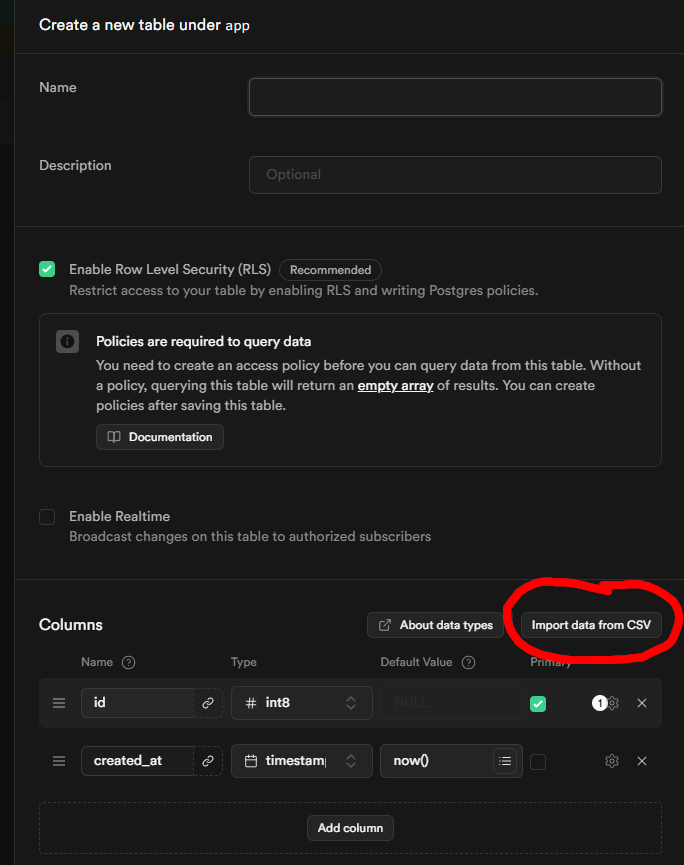 Create a new table under app
Name
Description
Optional
Enable Row Level Security (RLS) Recommended
Restrict access to your table by enabling RLS and writing Postgres policies.
Policies are required to query data
You need to create an access policy before you can query data from this table. Without
a policy, querying this table will return an empty array of results. You can create
policies after saving this table.
Documentation
Enable Realtime
Broadcast changes on this table to authorized subscribers
Columns About data types Import data from CSV
Name Type Default Value Primary
id # int8 NULL 1
created_at timestam now()
Add column